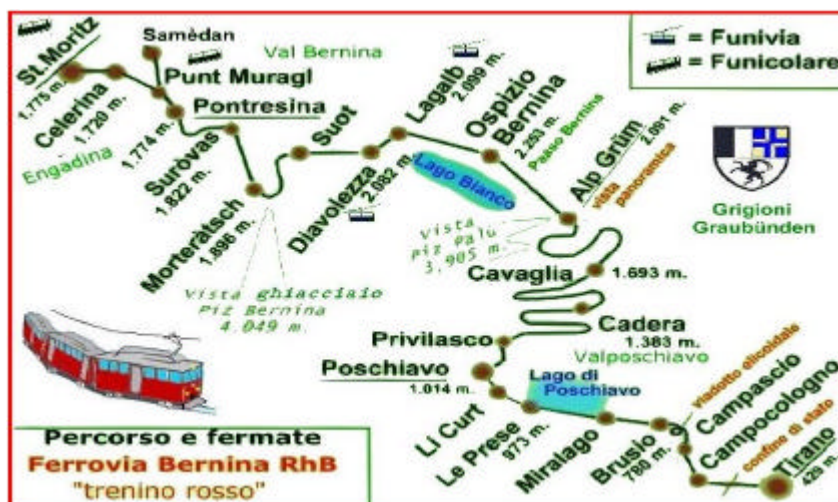 St.Moritz
1.775 m.
Celerina
1.720 m.
Samèdan
Punt Muragl
Val Bernina
Pontresina
1.774 m.
Engadina
Suròvas
1.822 m.
Morteràtsch
1.896 m.
Suot
Diavolezza
2.082 m.
Lagalb
2.099 m.
Ospizio
Bernina
2.253 m.
Passo Bernina
Lago Bianco
Alp Grüm
2.091 m.
vista
panoramica
= Funivia
= Funicolare
Grigioni
Graubünden
Vista
Piz Palù
3.905 m.
Vista ghiacciaio
Piz Bernina
4.049 m.
Cavaglia
1.693 m.
Cadera
1.383 m.
Privilasco
Poschiavo
1.014 m.
Valposchiavo
Lago di
Poschiavo
Li Curt
Le Prese
973 m.
Miralago
Brusio
780 m.
viadotto elicoidale
Campascio
Campocologno
confine di stato
Tirano
429 m.
Percorso e fermate
Ferrovia Bernina RhB
"trenino rosso"